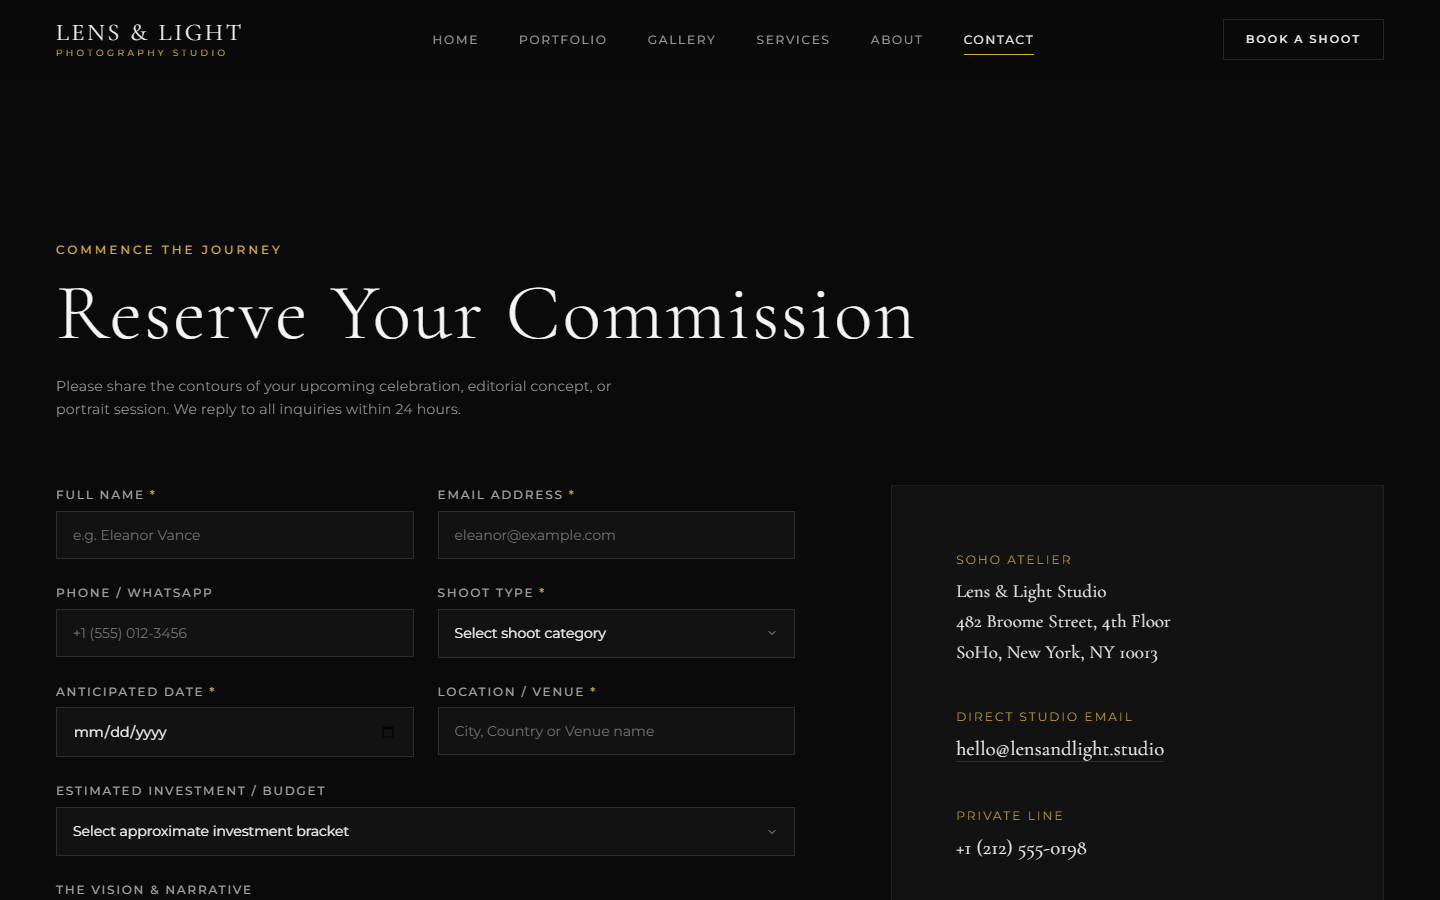 LENS & LIGHT
PHOTOGRAPHY STUDIO
HOME PORTFOLIO GALLERY SERVICES ABOUT CONTACT
BOOK A SHOOT
COMMENCE THE JOURNEY
Reserve Your Commission
Please share the contours of your upcoming celebration, editorial concept, or
portrait session. We reply to all inquiries within 24 hours.
FULL NAME *
e.g. Eleanor Vance
EMAIL ADDRESS *
eleanor@example.com
PHONE / WHATSAPP
+1 (555) 012-3456
SHOOT TYPE *
Select shoot category
ANTICIPATED DATE *
mm/dd/yyyy
LOCATION / VENUE *
City, Country or Venue name
ESTIMATED INVESTMENT / BUDGET
Select approximate investment bracket
THE VISION & NARRATIVE
SOHO ATELIER
Lens & Light Studio
482 Broome Street, 4th Floor
SoHo, New York, NY 10013
DIRECT STUDIO EMAIL
hello@lensandlight.studio
PRIVATE LINE
+1 (212) 555-0198